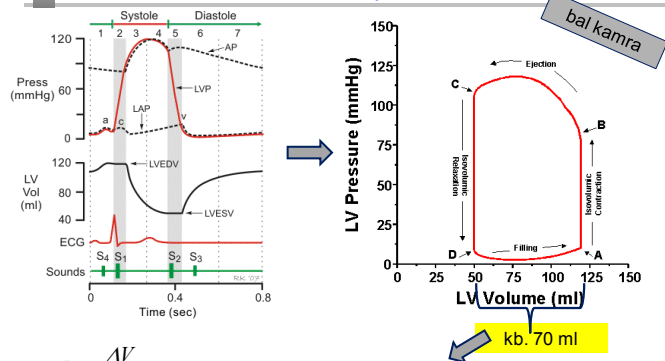 Systole
Diastole
1
2
3
4
5
6
7
120
Press
(mmHg)
60
0
AP
LVP
LAP
a
c
v
LV
Vol
(ml)
120
80
40
LVEDV
LVESV
ECG
Sounds
S4
S1
S2
S3
0
0.4
0.8
Time (sec)
bal kamra
LV Pressure (mmHg)
150
125
100
75
50
25
0
Ejection
C
B
Isovolumic
Relaxation
Isovolumic
Contraction
D
Filling
A
0
25
50
75
100
125
150
LV Volume (ml)
kb. 70 ml
ΔV